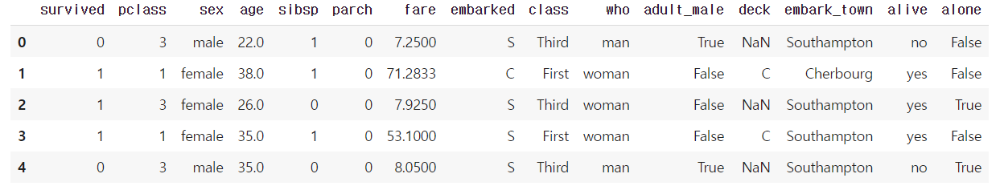 survived pclass sex age sibsp parch fare embarked class who adult_male deck embark_town alive alone
0 0 3 male 22.0 1 0 7.2500 S Third man True NaN Southampton no False
1 1 1 female 38.0 1 0 71.2833 C First woman False C Cherbourg yes False
2 1 3 female 26.0 0 0 7.9250 S Third woman False NaN Southampton yes True
3 1 1 female 35.0 1 0 53.1000 S First woman False C Southampton yes False
4 0 3 male 35.0 0 0 8.0500 S Third man True NaN Southampton no True